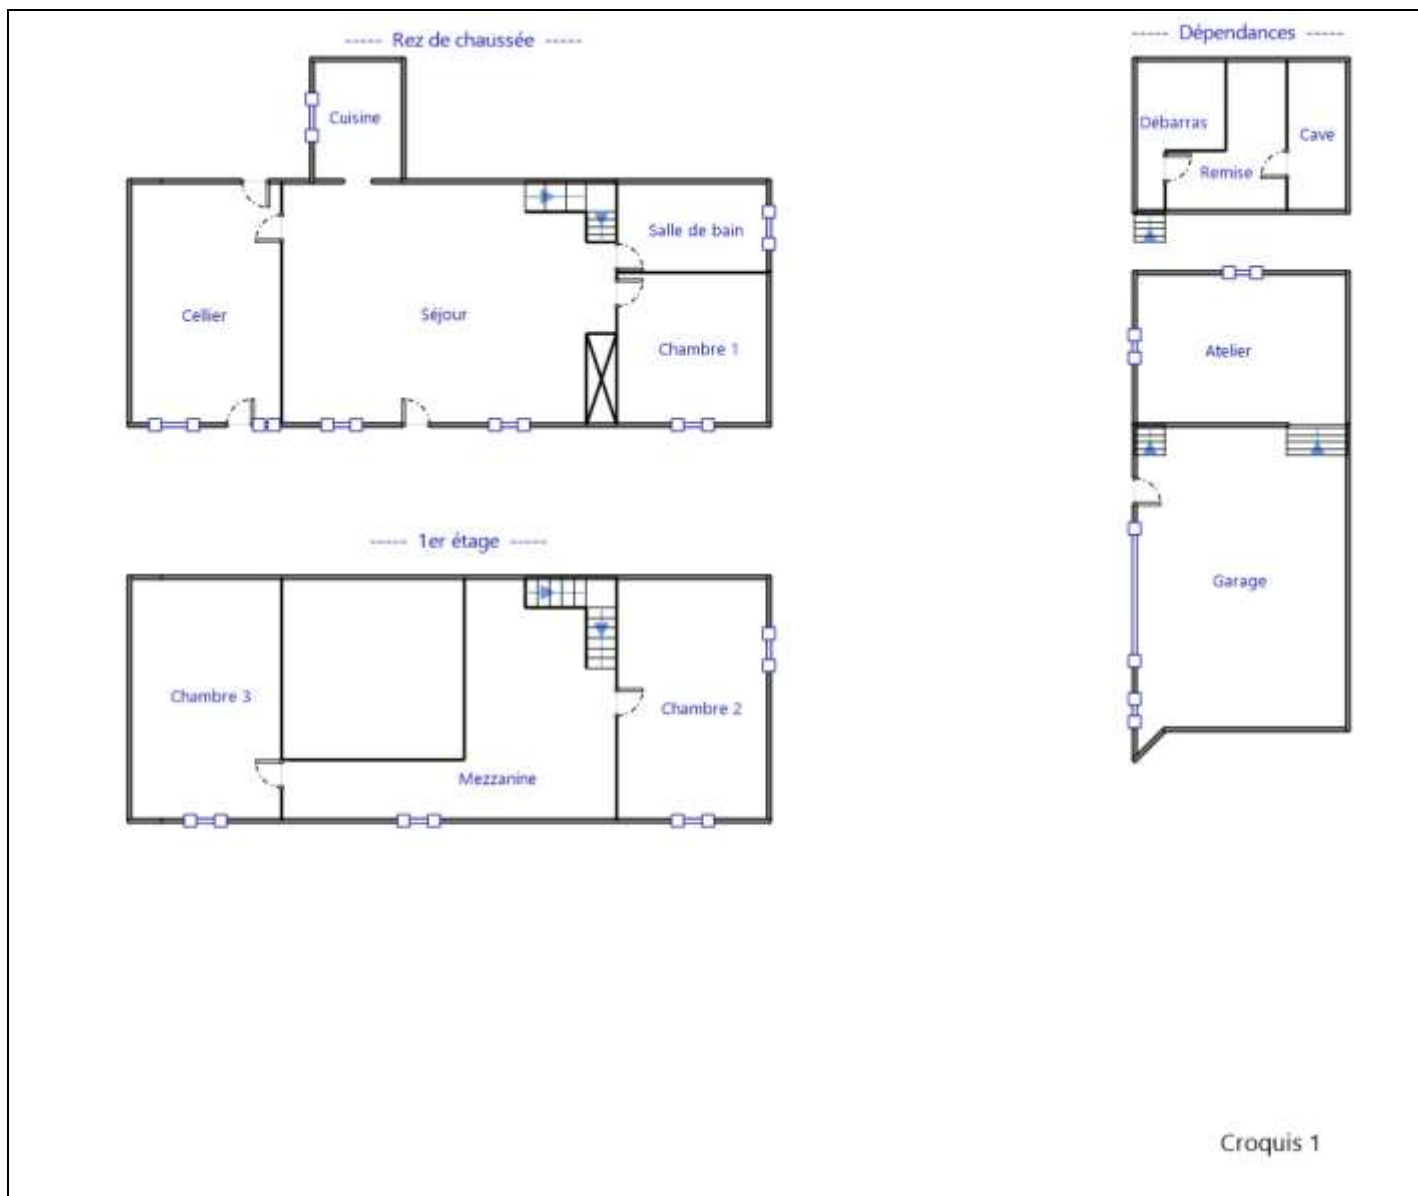 ----- Rez de chaussée -----
Cuisine
Salle de bain
Cellier
Séjour
Chambre 1
----- 1er étage -----
Chambre 3
Chambre 2
Mezzanine
----- Dépendances -----
Débarras
Cave
Remise
Atelier
Garage
Croquis 1